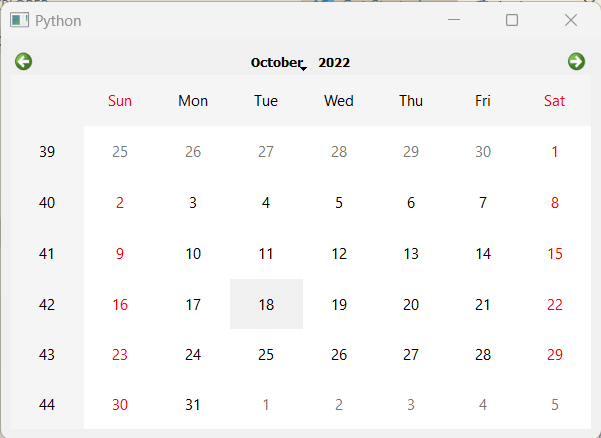 Python
October 2022
Sun Mon Tue Wed Thu Fri Sat
39 25 26 27 28 29 30 1
40 2 3 4 5 6 7 8
41 9 10 11 12 13 14 15
42 16 17 18 19 20 21 22
43 23 24 25 26 27 28 29
44 30 31 1 2 3 4 5